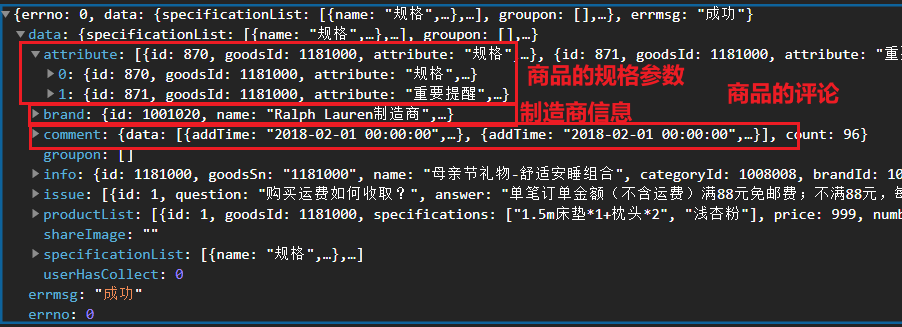 {errno: 0, data: {specificationList: [{name: "规格",…},…], groupon: [],…}, errmsg: "成功"}
data: {specificationList: [{name: "规格",…},…], groupon: [],…}
attribute: [{id: 870, goodsId: 1181000, attribute: "规格",…}, {id: 871, goodsId: 1181000, attribute: "重要
0: {id: 870, goodsId: 1181000, attribute: "规格",…}
1: {id: 871, goodsId: 1181000, attribute: "重要提醒",…}
商品的规格参数
商品的评论
brand: {id: 1001020, name: "Ralph Lauren制造商",…}
制造商信息
comment: {data: [{addTime: "2018-02-01 00:00:00",…}, {addTime: "2018-02-01 00:00:00",…}], count: 96}
groupon: []
info: {id: 1181000, goodsSn: "1181000", name: "母亲节礼物-舒适安睡组合", categoryId: 1008008, brandId: 10
issue: [{id: 1, question: "购买运费如何收取？", answer: "单笔订单金额（不含运费）满88元免邮费；不满88元，每
productList: [{id: 1, goodsId: 1181000, specifications: ["1.5m床垫*1+枕头*2", "浅杏粉"], price: 999, numb
shareImage: ""
specificationList: [{name: "规格",…},…]
userHasCollect: 0
errmsg: "成功"
errno: 0